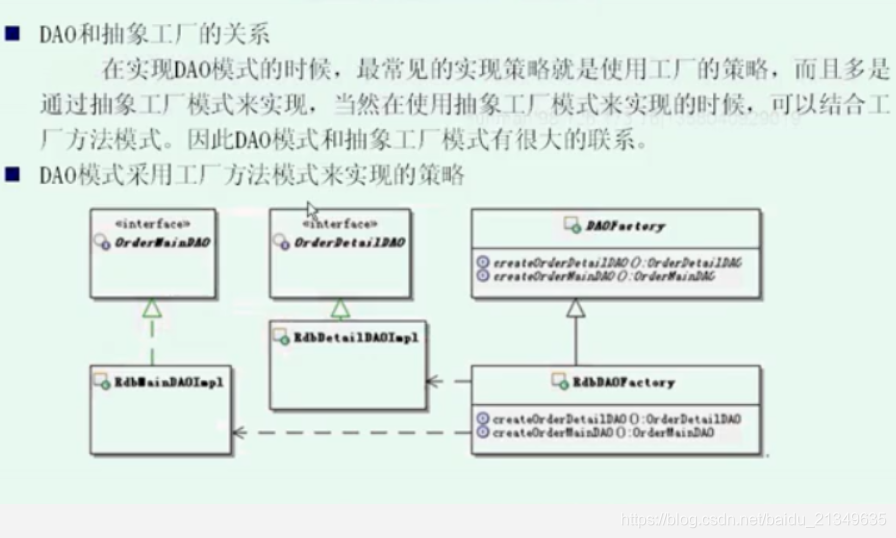 DAO和抽象工厂的关系
在实现DAO模式的时候，最常见的实现策略就是使用工厂的策略，而且多是
通过抽象工厂模式来实现，当然在使用抽象工厂模式来实现的时候，可以结合工
厂方法模式。因此DAO模式和抽象工厂模式有很大的联系。
DAO模式采用工厂方法模式来实现的策略
«interface»
OrderMainDAO
«interface»
OrderDetailDAO
DAOFactory
createOrderDetailDAO():OrderDetailDAO
createOrderMainDAO():OrderMainDAO
RdbMainDAOImpl
RdbDetailDAOImpl
RdbDAOFactory
createOrderDetailDAO():OrderDetailDAO
createOrderMainDAO():OrderMainDAO
https://blog.csdn.net/baidu_21349635